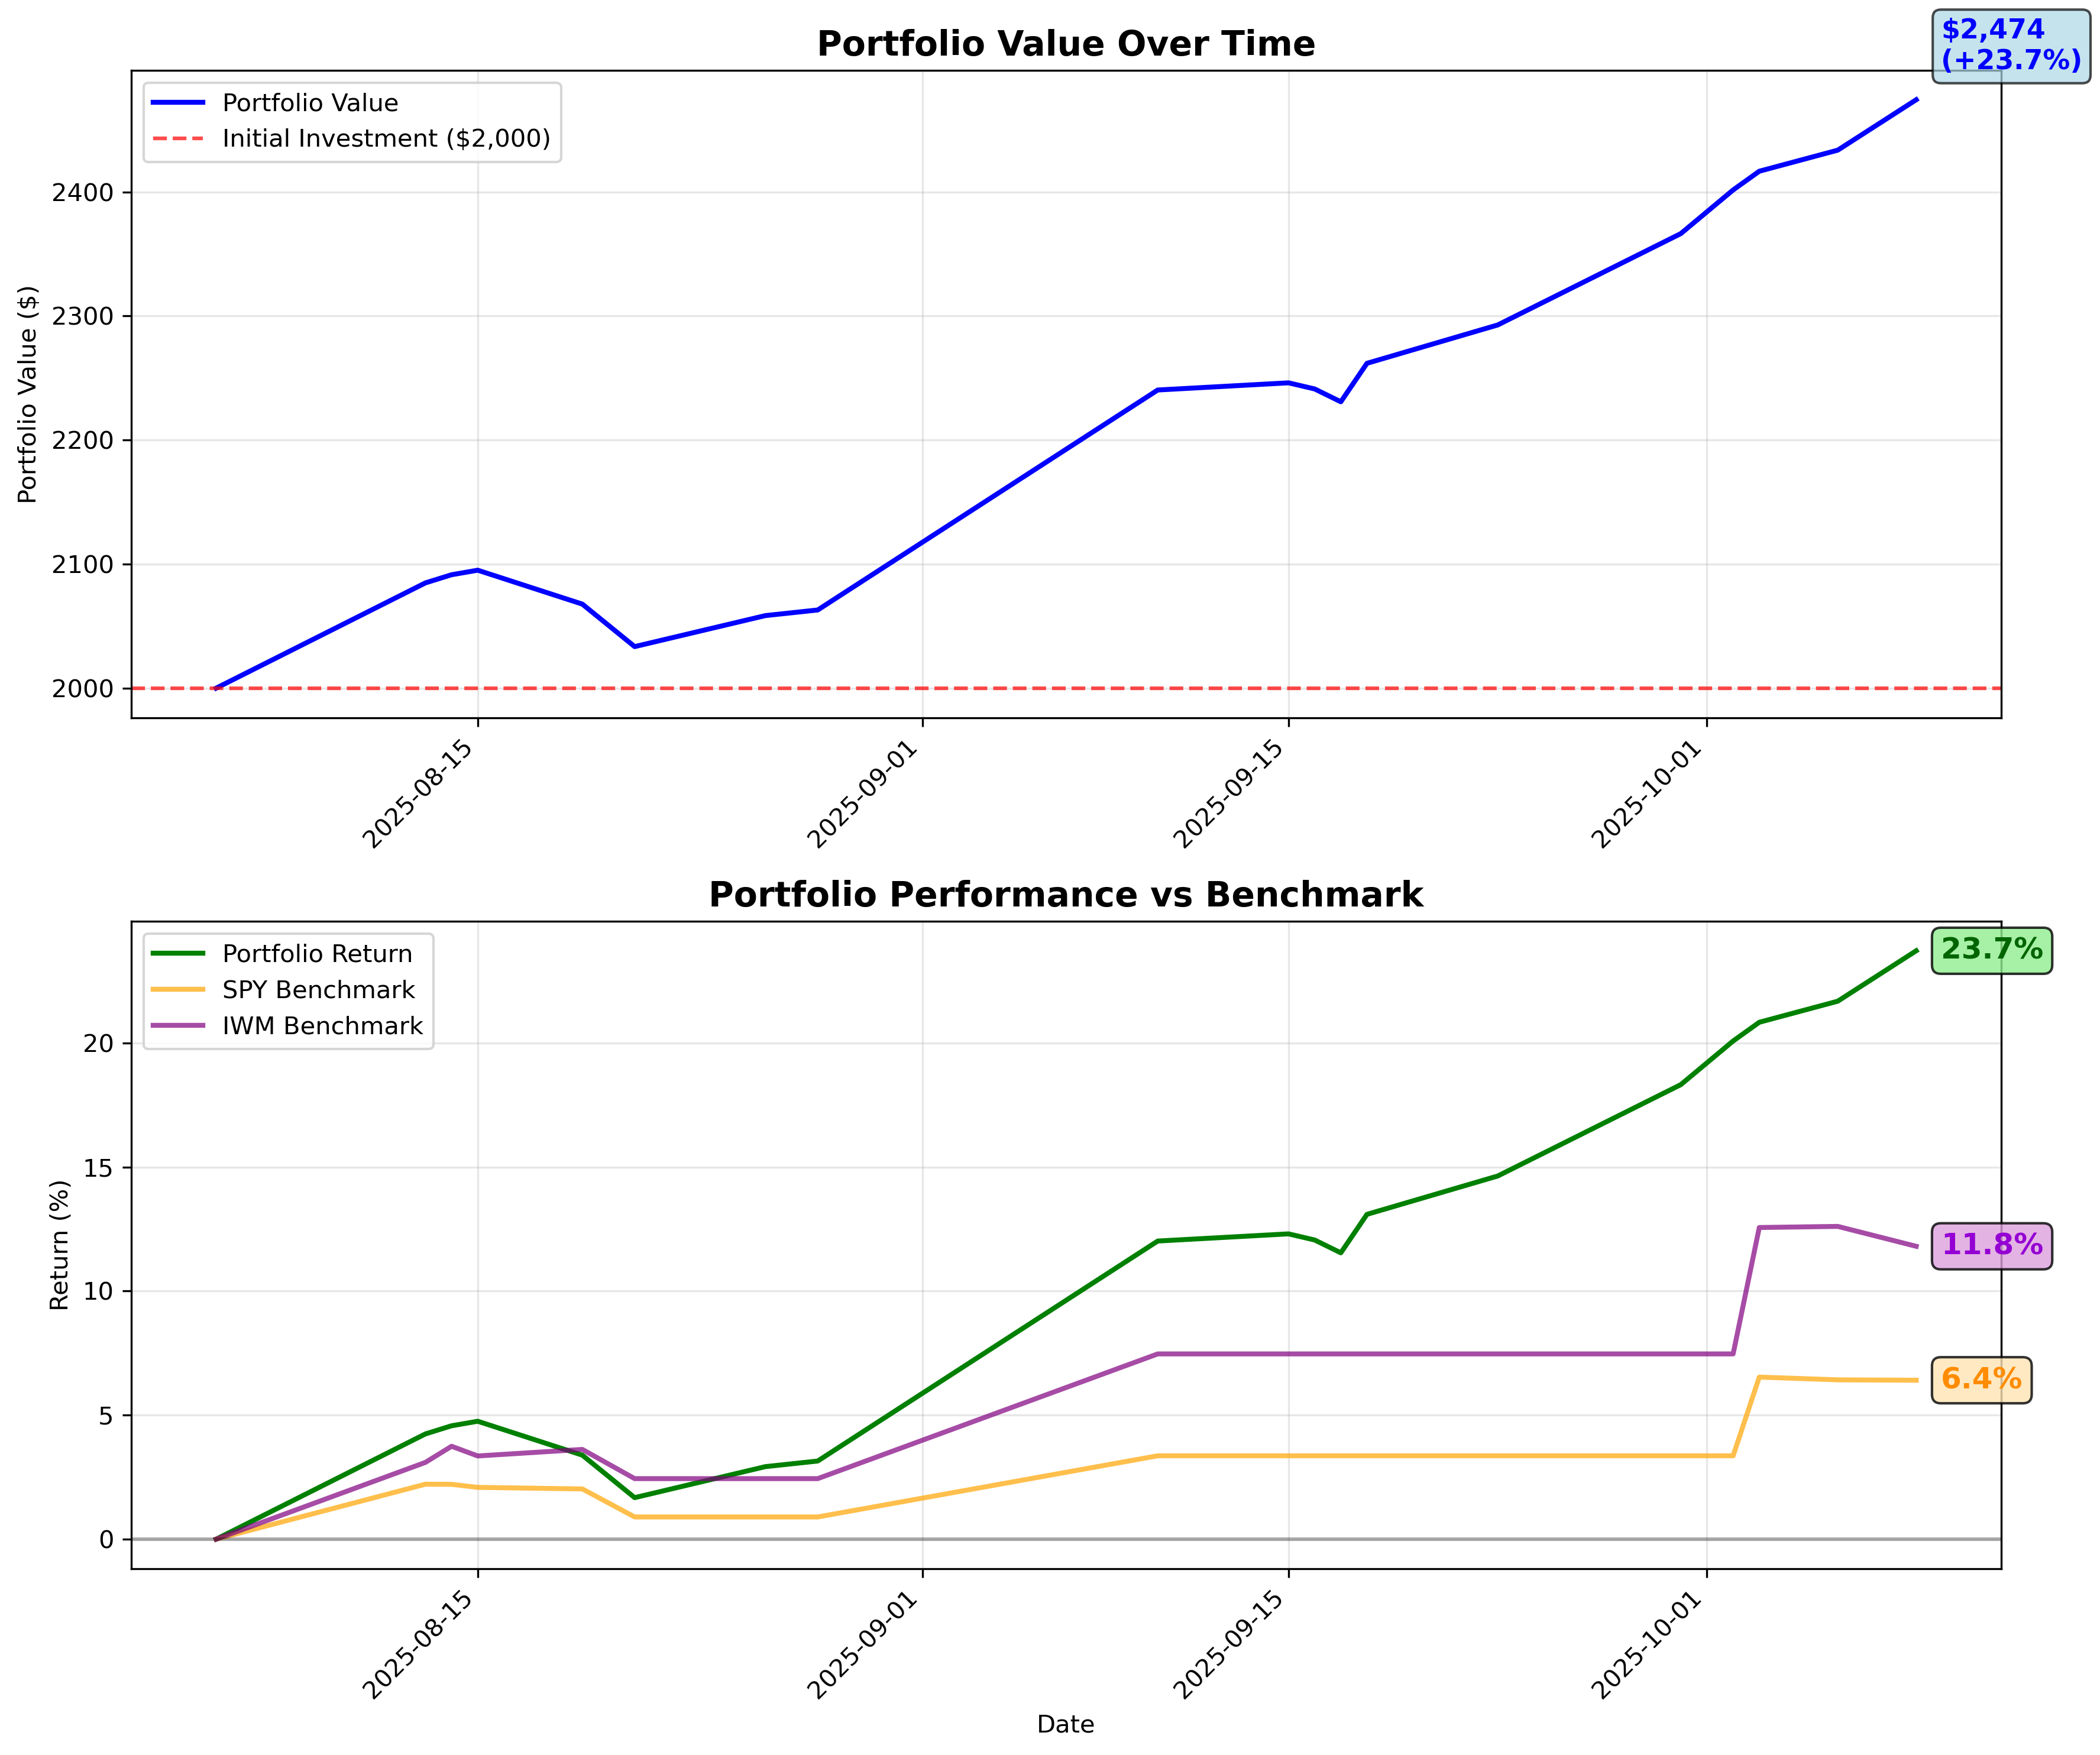 Portfolio Value Over Time
$2,474
(+23.7%)
Portfolio Value
Initial Investment ($2,000)
Portfolio Value ($)
2400
2300
2200
2100
2000
2025-08-15
2025-09-01
2025-09-15
2025-10-01
Portfolio Performance vs Benchmark
Portfolio Return
SPY Benchmark
IWM Benchmark
23.7%
11.8%
6.4%
Return (%)
20
15
10
5
0
2025-08-15
2025-09-01
2025-09-15
2025-10-01
Date